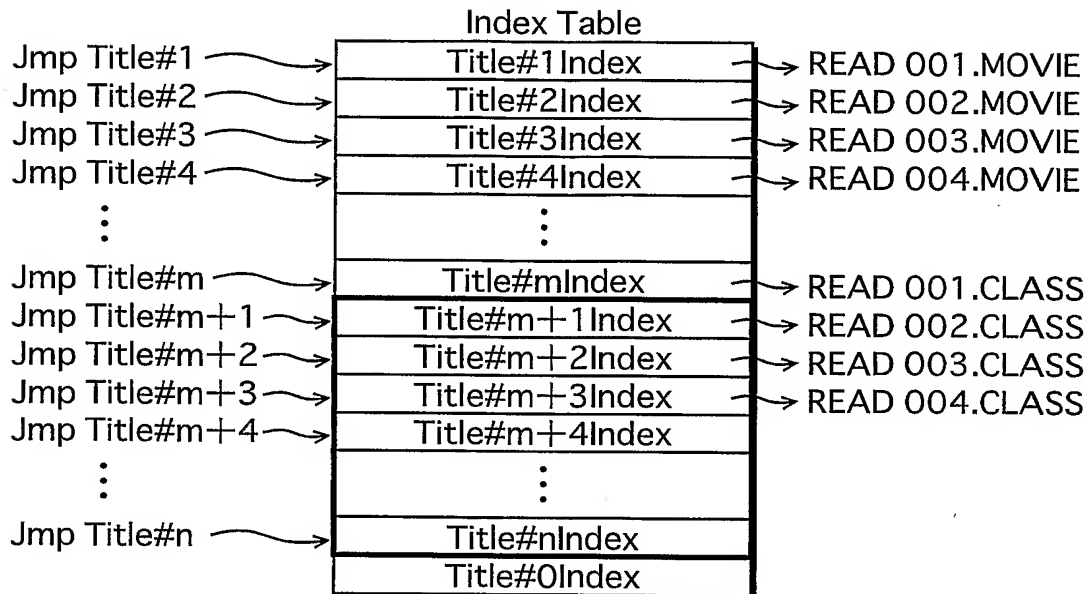 Index Table
Jmp Title#1 Title#1Index READ 001.MOVIE
Jmp Title#2 Title#2Index READ 002.MOVIE
Jmp Title#3 Title#3Index READ 003.MOVIE
Jmp Title#4 Title#4Index READ 004.MOVIE
Jmp Title#m Title#mIndex READ 001.CLASS
Jmp Title#m+1 Title#m+1Index READ 002.CLASS
Jmp Title#m+2 Title#m+2Index READ 003.CLASS
Jmp Title#m+3 Title#m+3Index READ 004.CLASS
Jmp Title#m+4 Title#m+4Index
Jmp Title#n Title#nIndex
Title#0Index